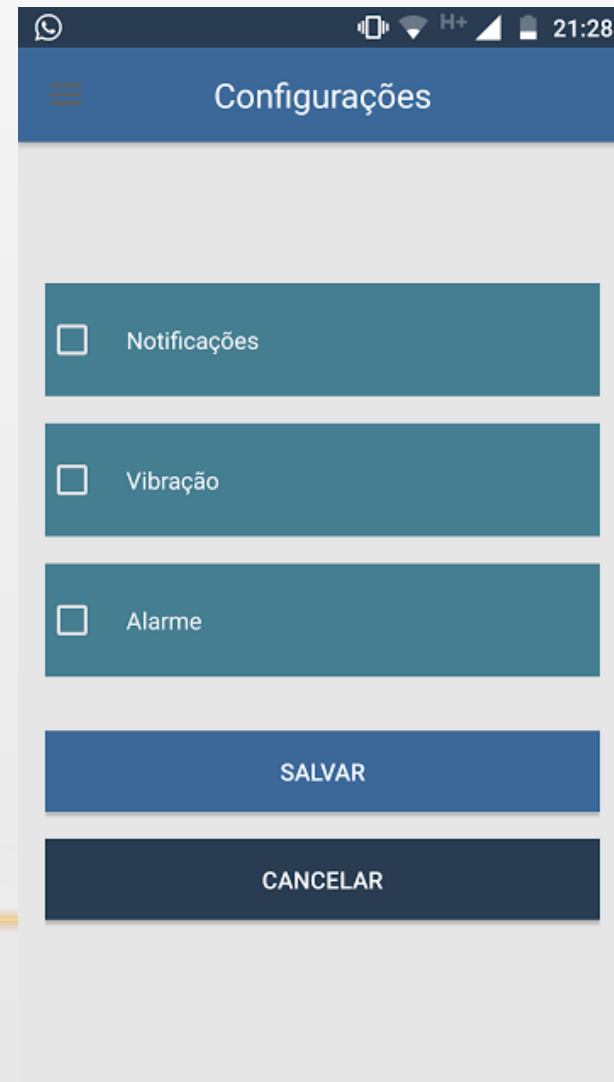 H+ 21:28
Configurações
Notificações
Vibração
Alarme
SALVAR
CANCELAR